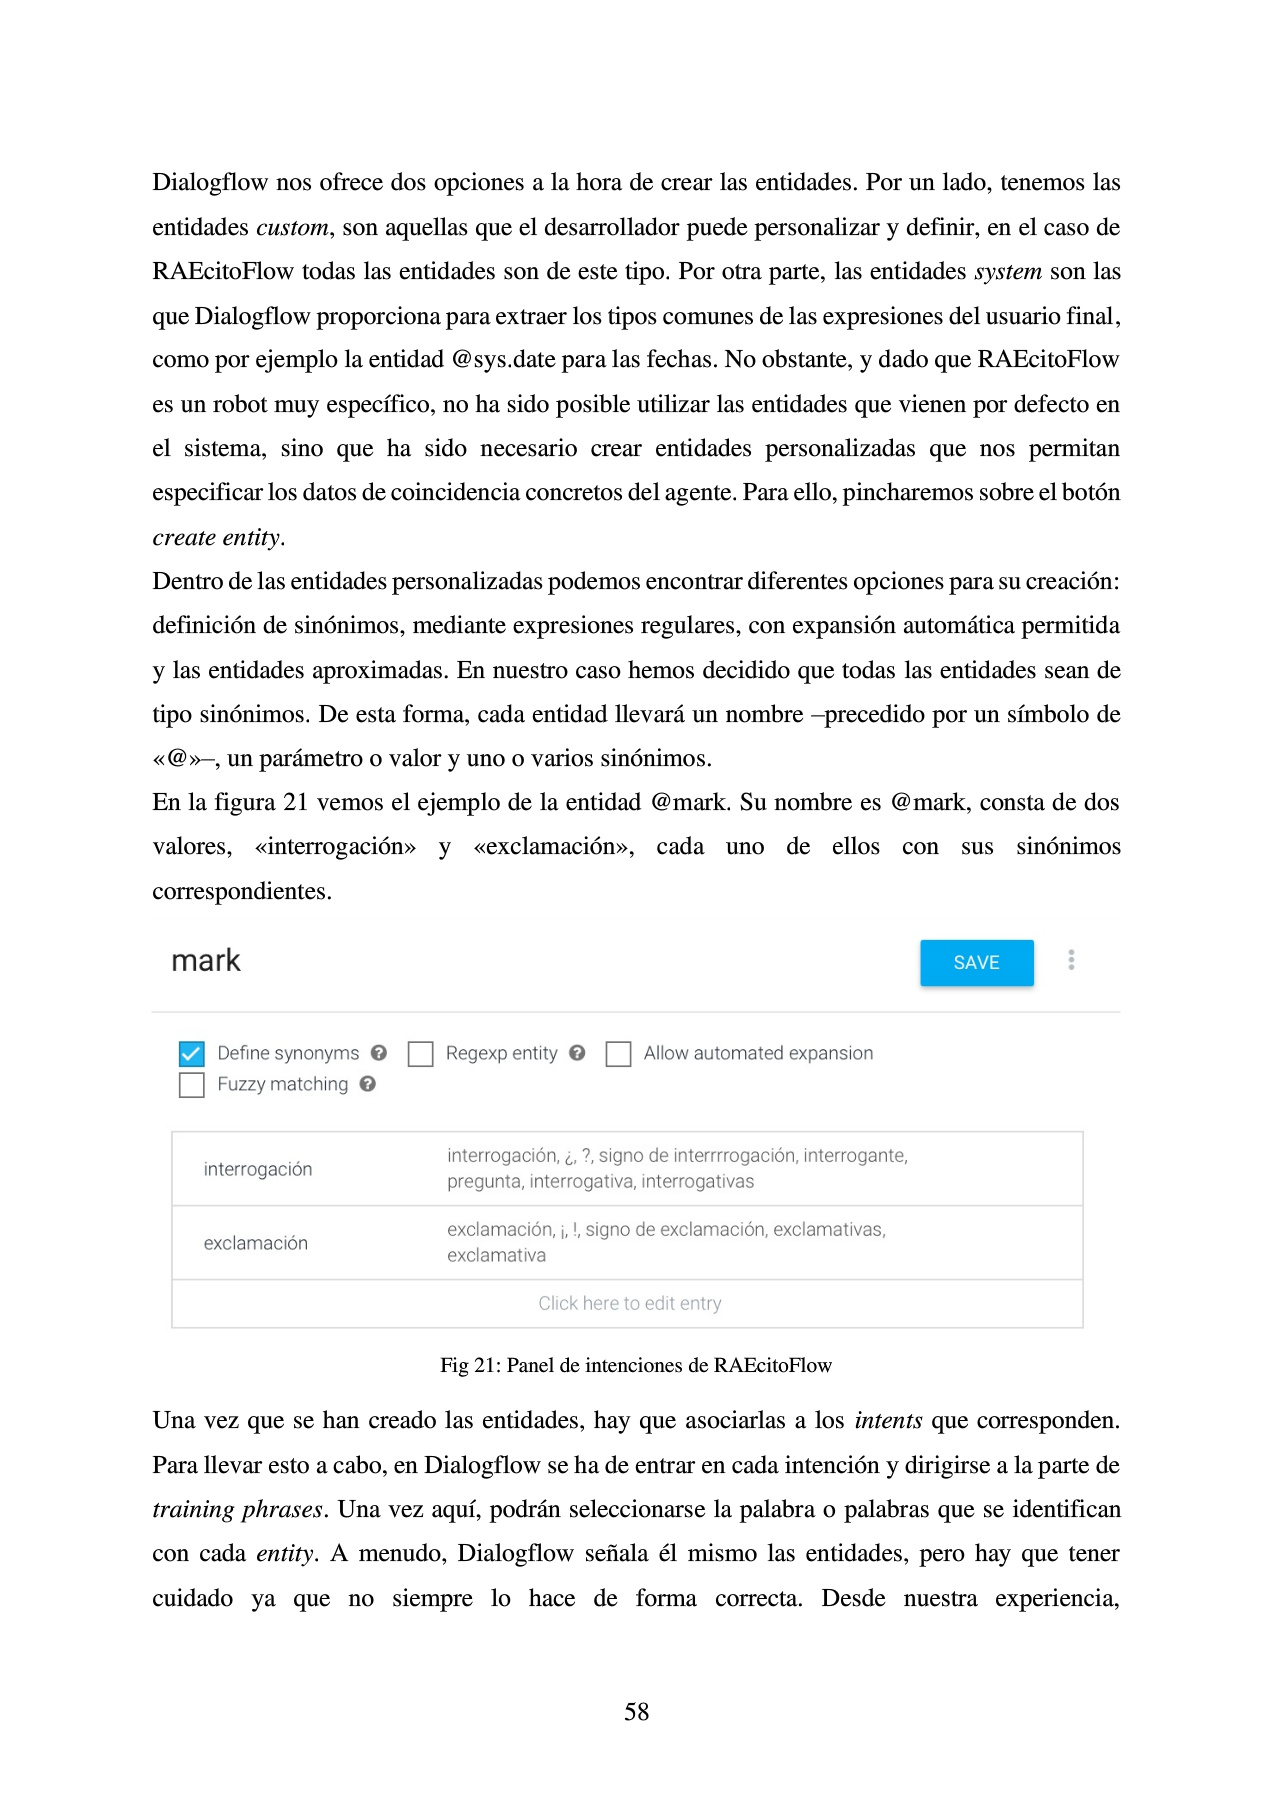 Dialogflow nos ofrece dos opciones a la hora de crear las entidades. Por un lado, tenemos las
entidades custom, son aquellas que el desarrollador puede personalizar y definir, en el caso de
RAEcitoFlow todas las entidades son de este tipo. Por otra parte, las entidades system son las
que Dialogflow proporciona para extraer los tipos comunes de las expresiones del usuario final,
como por ejemplo la entidad @sys.date para las fechas. No obstante, y dado que RAEcitoFlow
es un robot muy específico, no ha sido posible utilizar las entidades que vienen por defecto en
el sistema, sino que ha sido necesario crear entidades personalizadas que nos permitan
especificar los datos de coincidencia concretos del agente. Para ello, pincharemos sobre el botón
create entity.
Dentro de las entidades personalizadas podemos encontrar diferentes opciones para su creación:
definición de sinónimos, mediante expresiones regulares, con expansión automática permitida
y las entidades aproximadas. En nuestro caso hemos decidido que todas las entidades sean de
tipo sinónimos. De esta forma, cada entidad llevará un nombre –precedido por un símbolo de
«@»–, un parámetro o valor y uno o varios sinónimos.
En la figura 21 vemos el ejemplo de la entidad @mark. Su nombre es @mark, consta de dos
valores, «interrogación» y «exclamación», cada uno de ellos con sus sinónimos
correspondientes.
mark SAVE
Define synonyms ? Regexp entity ? Allow automated expansion
Fuzzy matching ?
interrogación interrogación, ¿, ?, signo de interrrrogación, interrogante,
pregunta, interrogativa, interrogativas
exclamación exclamación, ¡, !, signo de exclamación, exclamativas,
exclamativa
Click here to edit entry
Fig 21: Panel de intenciones de RAEcitoFlow
Una vez que se han creado las entidades, hay que asociarlas a los intents que corresponden.
Para llevar esto a cabo, en Dialogflow se ha de entrar en cada intención y dirigirse a la parte de
training phrases. Una vez aquí, podrán seleccionarse la palabra o palabras que se identifican
con cada entity. A menudo, Dialogflow señala él mismo las entidades, pero hay que tener
cuidado ya que no siempre lo hace de forma correcta. Desde nuestra experiencia,
58